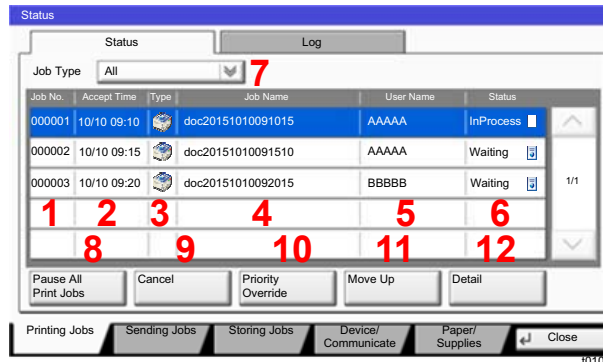 Status
Status Log
Job Type All 7
Job No. Accept Time Type Job Name User Name Status
000001 10/10 09:10 doc20151010091015 AAAAA InProcess
000002 10/10 09:15 doc20151010091510 AAAAA Waiting
000003 10/10 09:20 doc20151010092015 BBBBB Waiting 1/1
1 2 3 4 5 6
8 9 10 11 12
Pause All Cancel Priority Move Up Detail
Print Jobs Override
Printing Jobs Sending Jobs Storing Jobs Device/ Paper/
Communicate Supplies Close